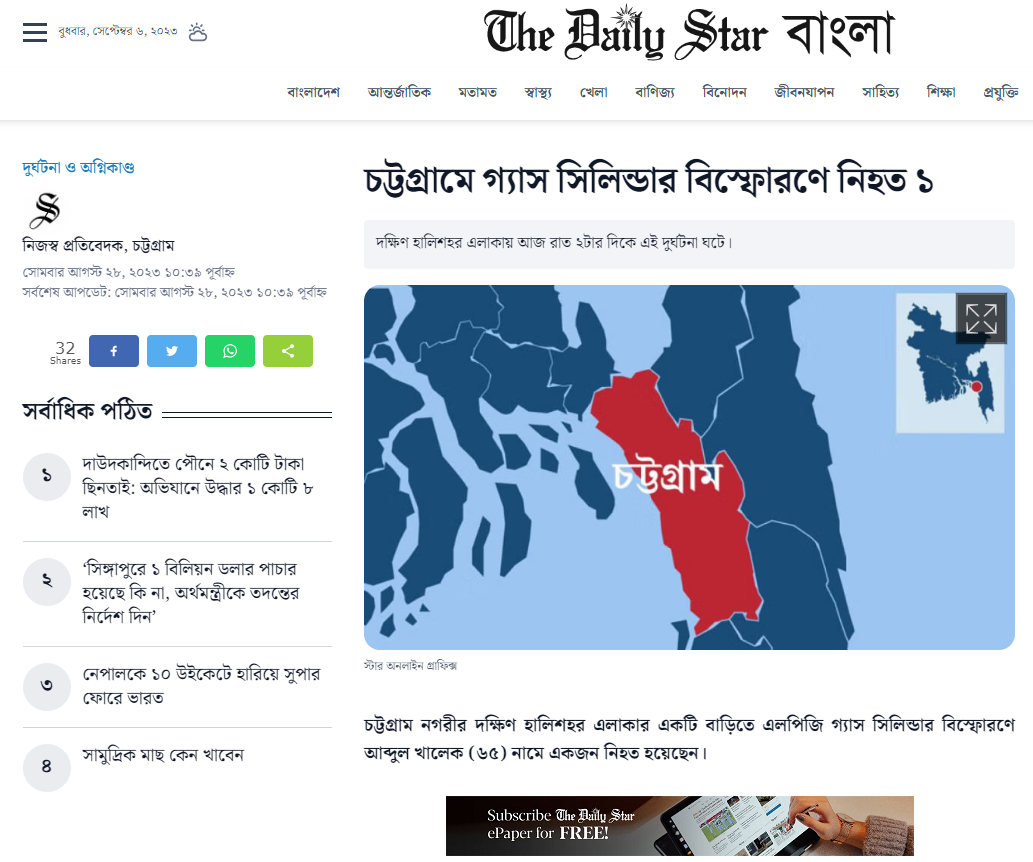 বুধবার, সেপ্টেম্বর ৬, ২০২৩
The Daily Star বাংলা
বাংলাদেশ আন্তর্জাতিক মতামত স্বাস্থ্য খেলা বাণিজ্য বিনোদন জীবনযাপন সাহিত্য শিক্ষা প্রযুক্তি
দুর্ঘটনা ও অগ্নিকাণ্ড
নিজস্ব প্রতিবেদক, চট্টগ্রাম
সোমবার আগস্ট ২৮, ২০২৩ ১০:৩৯ পূর্বাহ্ন
সর্বশেষ আপডেট: সোমবার আগস্ট ২৮, ২০২৩ ১০:৩৯ পূর্বাহ্ন
32
Shares
সর্বাধিক পঠিত
১
দাউদকান্দিতে পৌনে ২ কোটি টাকা
ছিনতাই: অভিযানে উদ্ধার ১ কোটি ৮
লাখ
২
‘সিঙ্গাপুরে ১ বিলিয়ন ডলার পাচার
হয়েছে কি না, অর্থমন্ত্রীকে তদন্তের
নির্দেশ দিন’
৩
নেপালকে ১০ উইকেটে হারিয়ে সুপার
ফোরে ভারত
৪
সামুদ্রিক মাছ কেন খাবেন
চট্টগ্রামে গ্যাস সিলিন্ডার বিস্ফোরণে নিহত ১
দক্ষিণ হালিশহর এলাকায় আজ রাত ২টার দিকে এই দুর্ঘটনা ঘটে।
চট্টগ্রাম
স্টার অনলাইন গ্রাফিক্স
চট্টগ্রাম নগরীর দক্ষিণ হালিশহর এলাকার একটি বাড়িতে এলপিজি গ্যাস সিলিন্ডার বিস্ফোরণে
আব্দুল খালেক (৬৫) নামে একজন নিহত হয়েছেন।
Subscribe The Daily Star
ePaper for FREE!